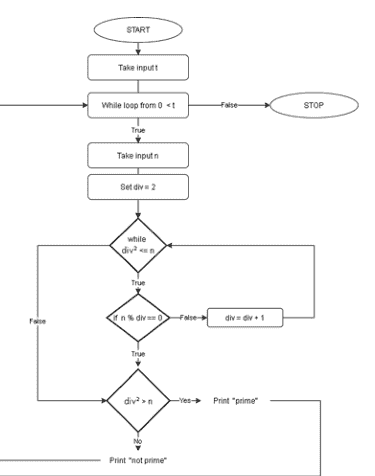 START
Take input t
While loop from 0 < t
False
STOP
True
Take input n
Set div = 2
while
div² <= n
True
if n % div == 0
False
div = div + 1
False
True
div² > n
Yes
Print "prime"
No
Print "not prime"